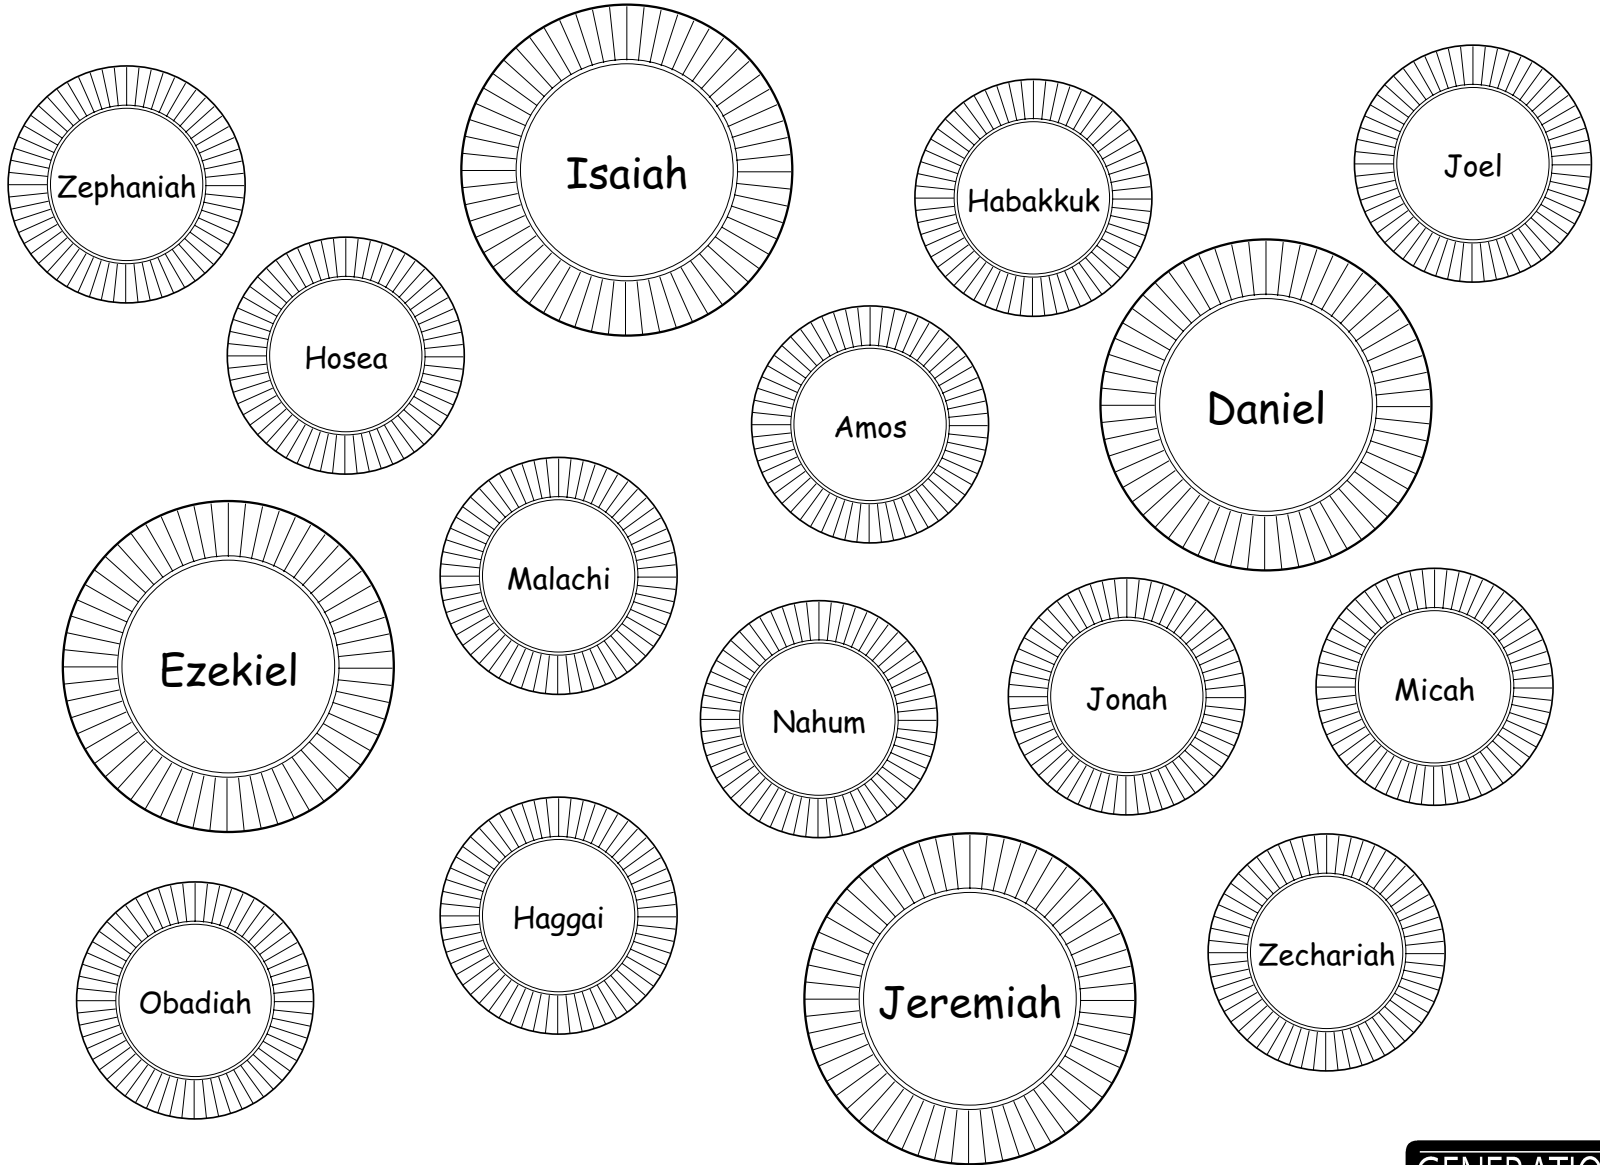 Isaiah
Joel
Zephaniah
Habakkuk
Hosea
Daniel
Amos
Malachi
Ezekiel
Micah
Jonah
Nahum
Haggai
Zechariah
Obadiah
Jeremiah